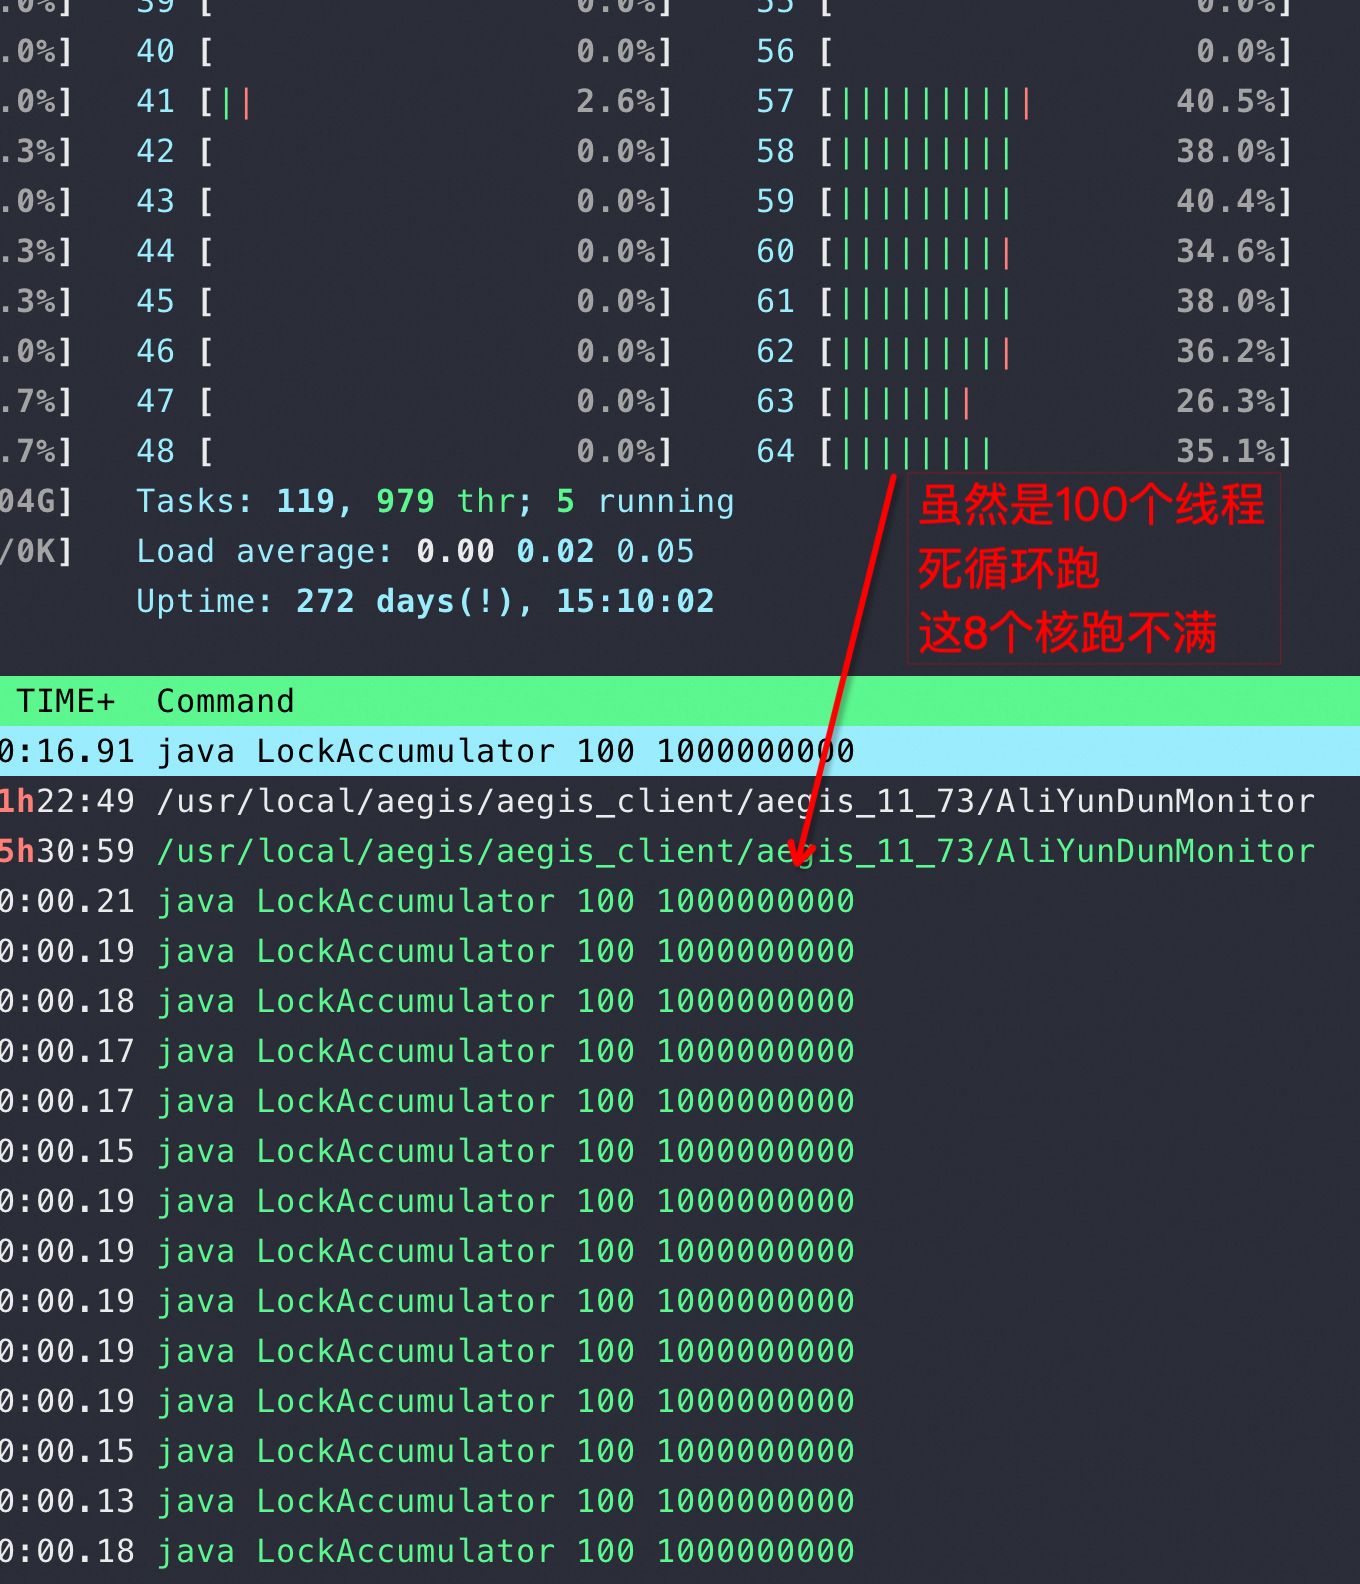 .0%] 39 [ 0.0%] 55 [ 0.0%]
.0%] 40 [ 0.0%] 56 [ 0.0%]
.0%] 41 [|| 2.6%] 57 [|||||||||| 40.5%]
.3%] 42 [ 0.0%] 58 [||||||||| 38.0%]
.0%] 43 [ 0.0%] 59 [||||||||| 40.4%]
.3%] 44 [ 0.0%] 60 [||||||||| 34.6%]
.3%] 45 [ 0.0%] 61 [||||||||| 38.0%]
.0%] 46 [ 0.0%] 62 [||||||||| 36.2%]
.7%] 47 [ 0.0%] 63 [||||||| 26.3%]
.7%] 48 [ 0.0%] 64 [|||||||| 35.1%]
04G] Tasks: 119, 979 thr; 5 running
/0K] Load average: 0.00 0.02 0.05
Uptime: 272 days(!), 15:10:02
虽然是100个线程
死循环跑
这8个核跑不满
TIME+ Command
0:16.91 java LockAccumulator 100 1000000000
1h22:49 /usr/local/aegis/aegis_client/aegis_11_73/AliYunDunMonitor
5h30:59 /usr/local/aegis/aegis_client/aegis_11_73/AliYunDunMonitor
0:00.21 java LockAccumulator 100 1000000000
0:00.19 java LockAccumulator 100 1000000000
0:00.18 java LockAccumulator 100 1000000000
0:00.17 java LockAccumulator 100 1000000000
0:00.17 java LockAccumulator 100 1000000000
0:00.15 java LockAccumulator 100 1000000000
0:00.19 java LockAccumulator 100 1000000000
0:00.19 java LockAccumulator 100 1000000000
0:00.19 java LockAccumulator 100 1000000000
0:00.19 java LockAccumulator 100 1000000000
0:00.19 java LockAccumulator 100 1000000000
0:00.15 java LockAccumulator 100 1000000000
0:00.13 java LockAccumulator 100 1000000000
0:00.18 java LockAccumulator 100 1000000000